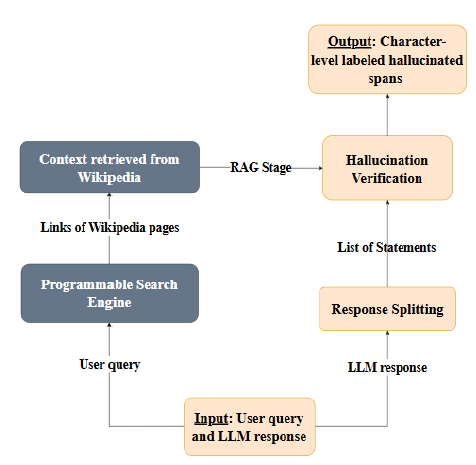 Output: Character-
level labeled hallucinated
spans
Context retrieved from
Wikipedia
RAG Stage
Hallucination
Verification
Links of Wikipedia pages
List of Statements
Programmable Search
Engine
Response Splitting
User query
LLM response
Input: User query
and LLM response